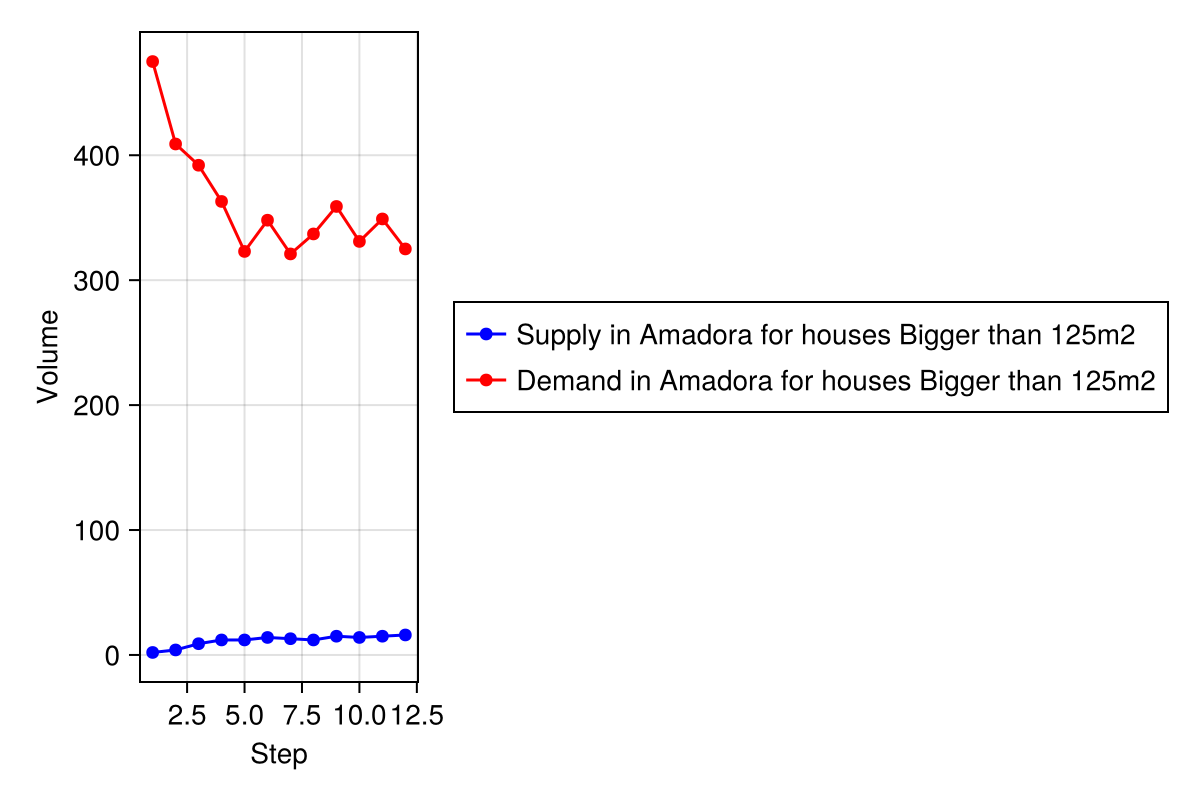 400
300
200
100
0
Volume
2.5 5.0 7.5 10.0 12.5
Step
Supply in Amadora for houses Bigger than 125m2
Demand in Amadora for houses Bigger than 125m2